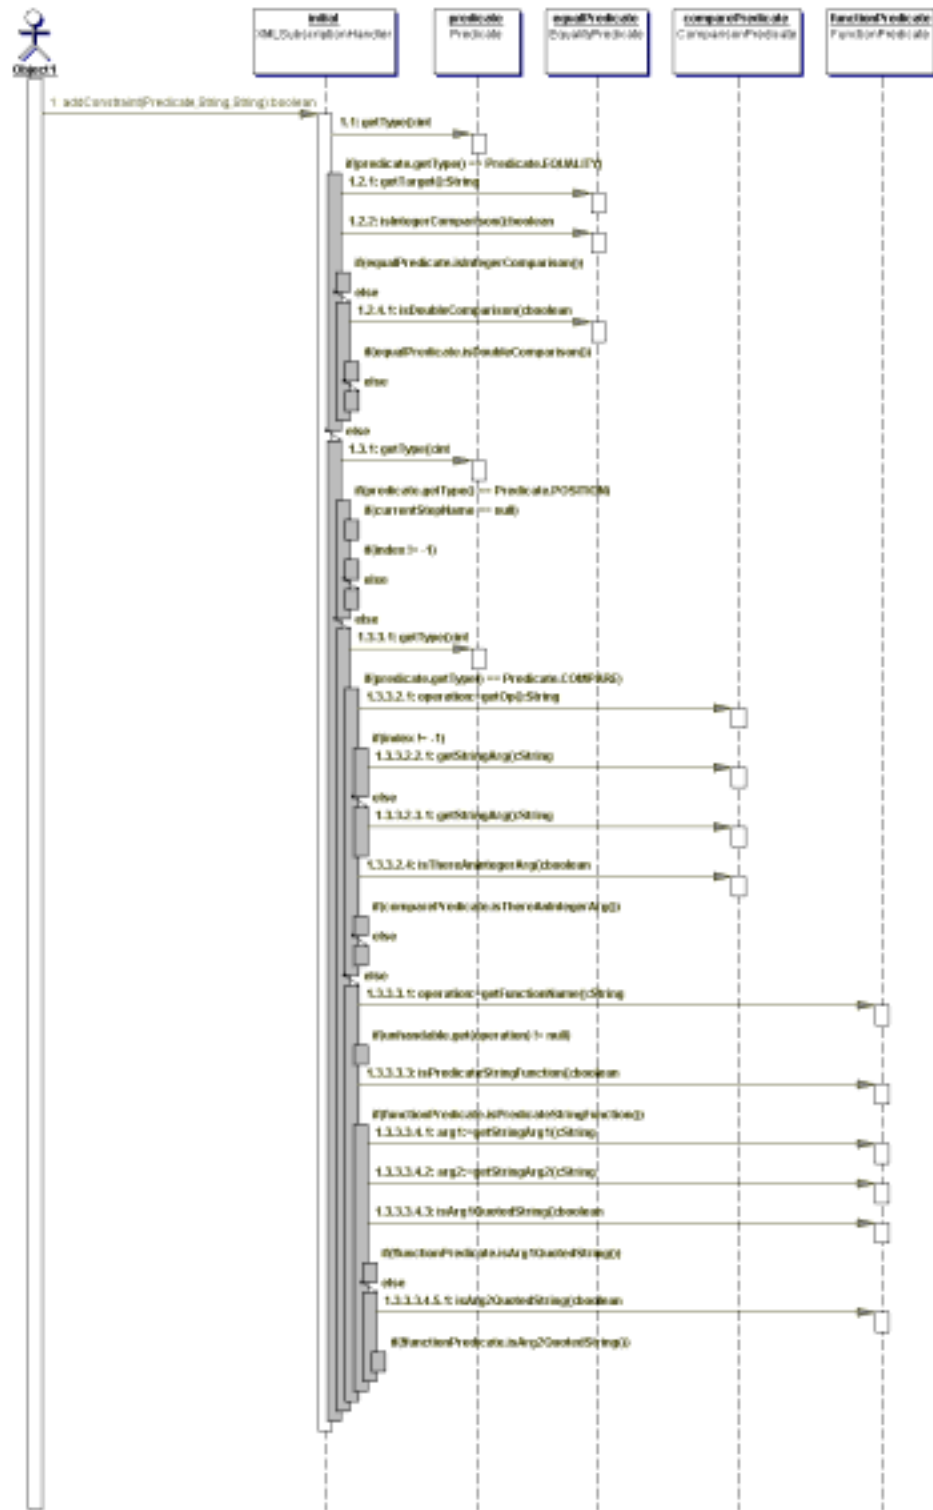 initial
XMLSubscriptionHandler
predicate
Predicate
equalPredicate
EqualityPredicate
comparePredicate
ComparisonPredicate
functionPredicate
FunctionPredicate
Object1
1: addConstraint(Predicate,String,String):boolean
1.1: getType():int
if(predicate.getType() == Predicate.EQUALITY)
1.2.1: getTarget():String
1.2.2: isIntegerComparison():boolean
if(equalPredicate.isIntegerComparison())
else
1.2.4.1: isDoubleComparison():boolean
if(equalPredicate.isDoubleComparison())
else
else
1.3.1: getType():int
if(predicate.getType() == Predicate.POSITION)
if(currentStepName == null)
if(index != -1)
else
else
1.3.3.1: getType():int
if(predicate.getType() == Predicate.COMPARE)
1.3.3.2.1: operation:=getOp():String
if(index != -1)
1.3.3.2.2.1: getStringArg():String
else
1.3.3.2.3.1: getStringArg():String
1.3.3.2.4: isThereAnIntegerArg():boolean
if(comparePredicate.isThereAnIntegerArg())
else
else
1.3.3.3.1: operation:=getFunctionName():String
if(unhandable.get(operation) != null)
1.3.3.3.3: isPredicateStringFunction():boolean
if(functionPredicate.isPredicateStringFunction())
1.3.3.3.4.1: arg1:=getStringArg1():String
1.3.3.3.4.2: arg2:=getStringArg2():String
1.3.3.3.4.3: isArg1QuotedString():boolean
if(functionPredicate.isArg1QuotedString())
else
1.3.3.3.4.5.1: isArg2QuotedString():boolean
if(functionPredicate.isArg2QuotedString())